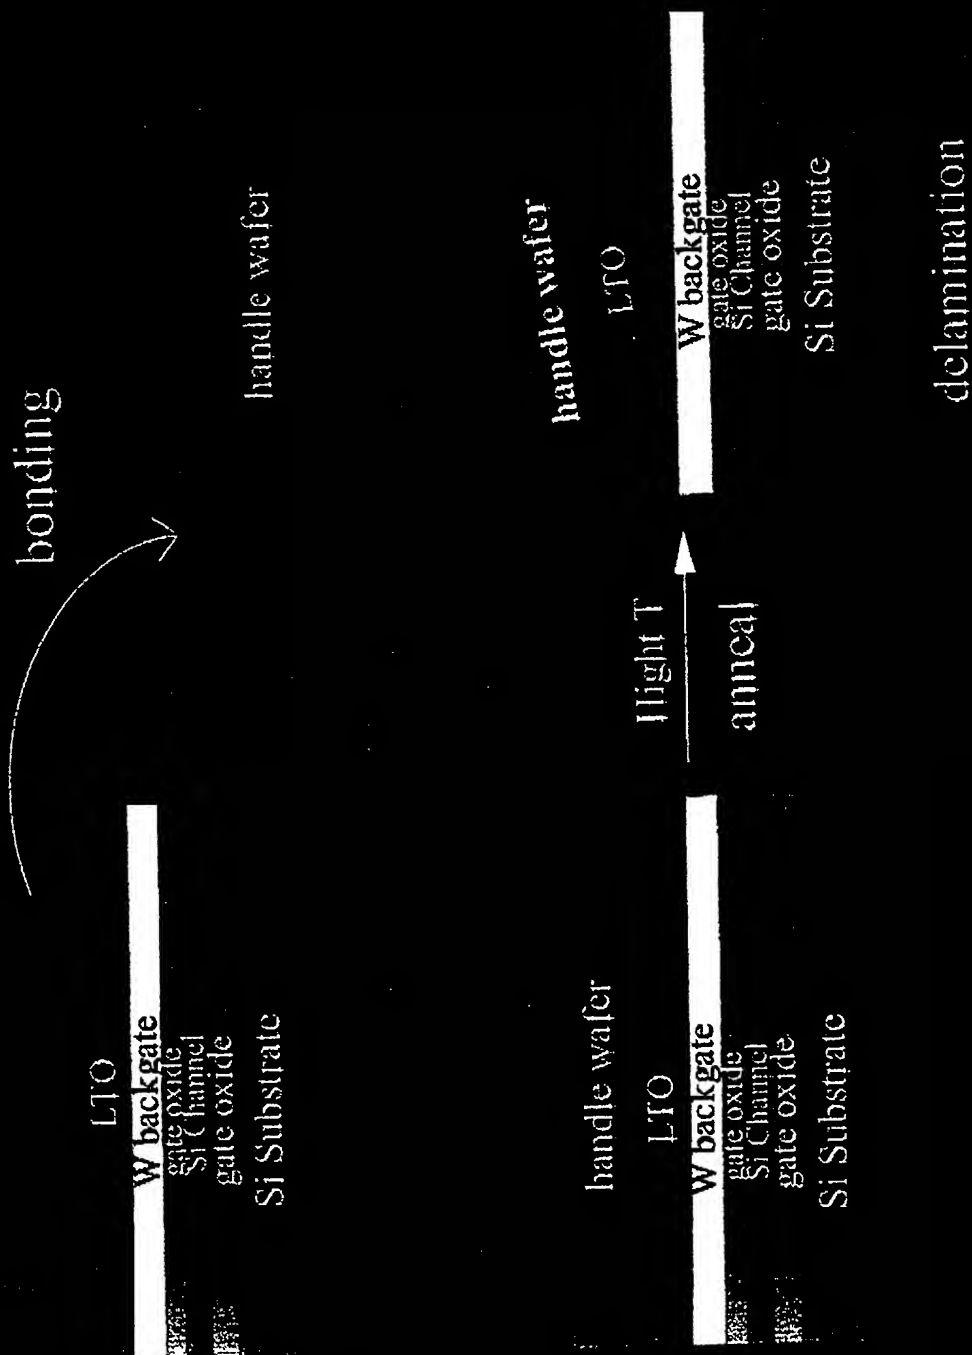 bonding
LTO
W backgate
gate oxide
Si Channel
gate oxide
Si Substrate
handle wafer
handle wafer
LTO
W backgate
gate oxide
Si Channel
gate oxide
Si Substrate
Hight T
anneal
handle wafer
LTO
W backgate
gate oxide
Si Channel
gate oxide
Si Substrate
delamination